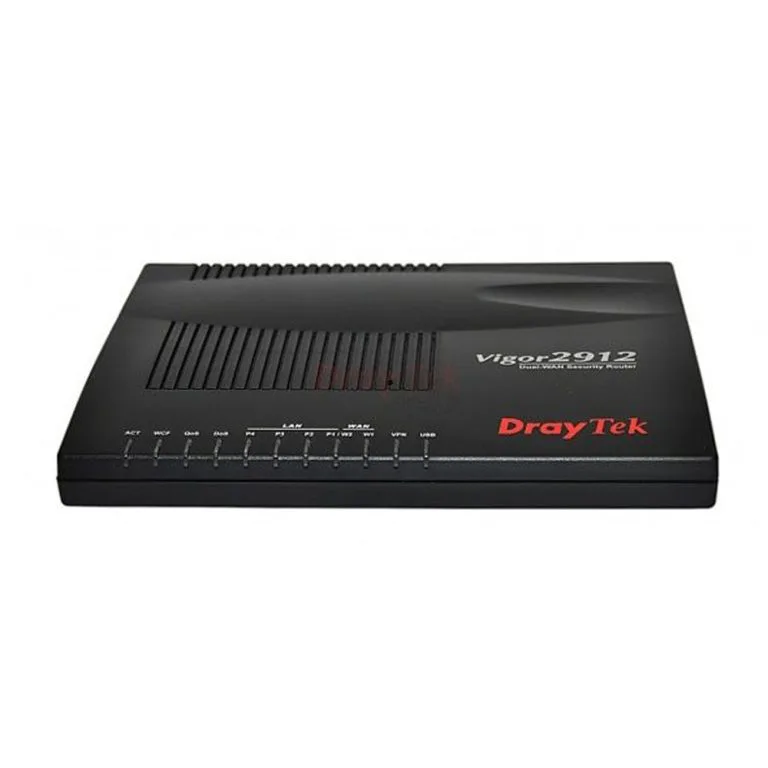 Vigor2912
Dual-WAN Security Router
DrayTek
LAN WAN
ACT WCF QoS DoS P4 P3 P2 P1/W2 W1 VPN USB